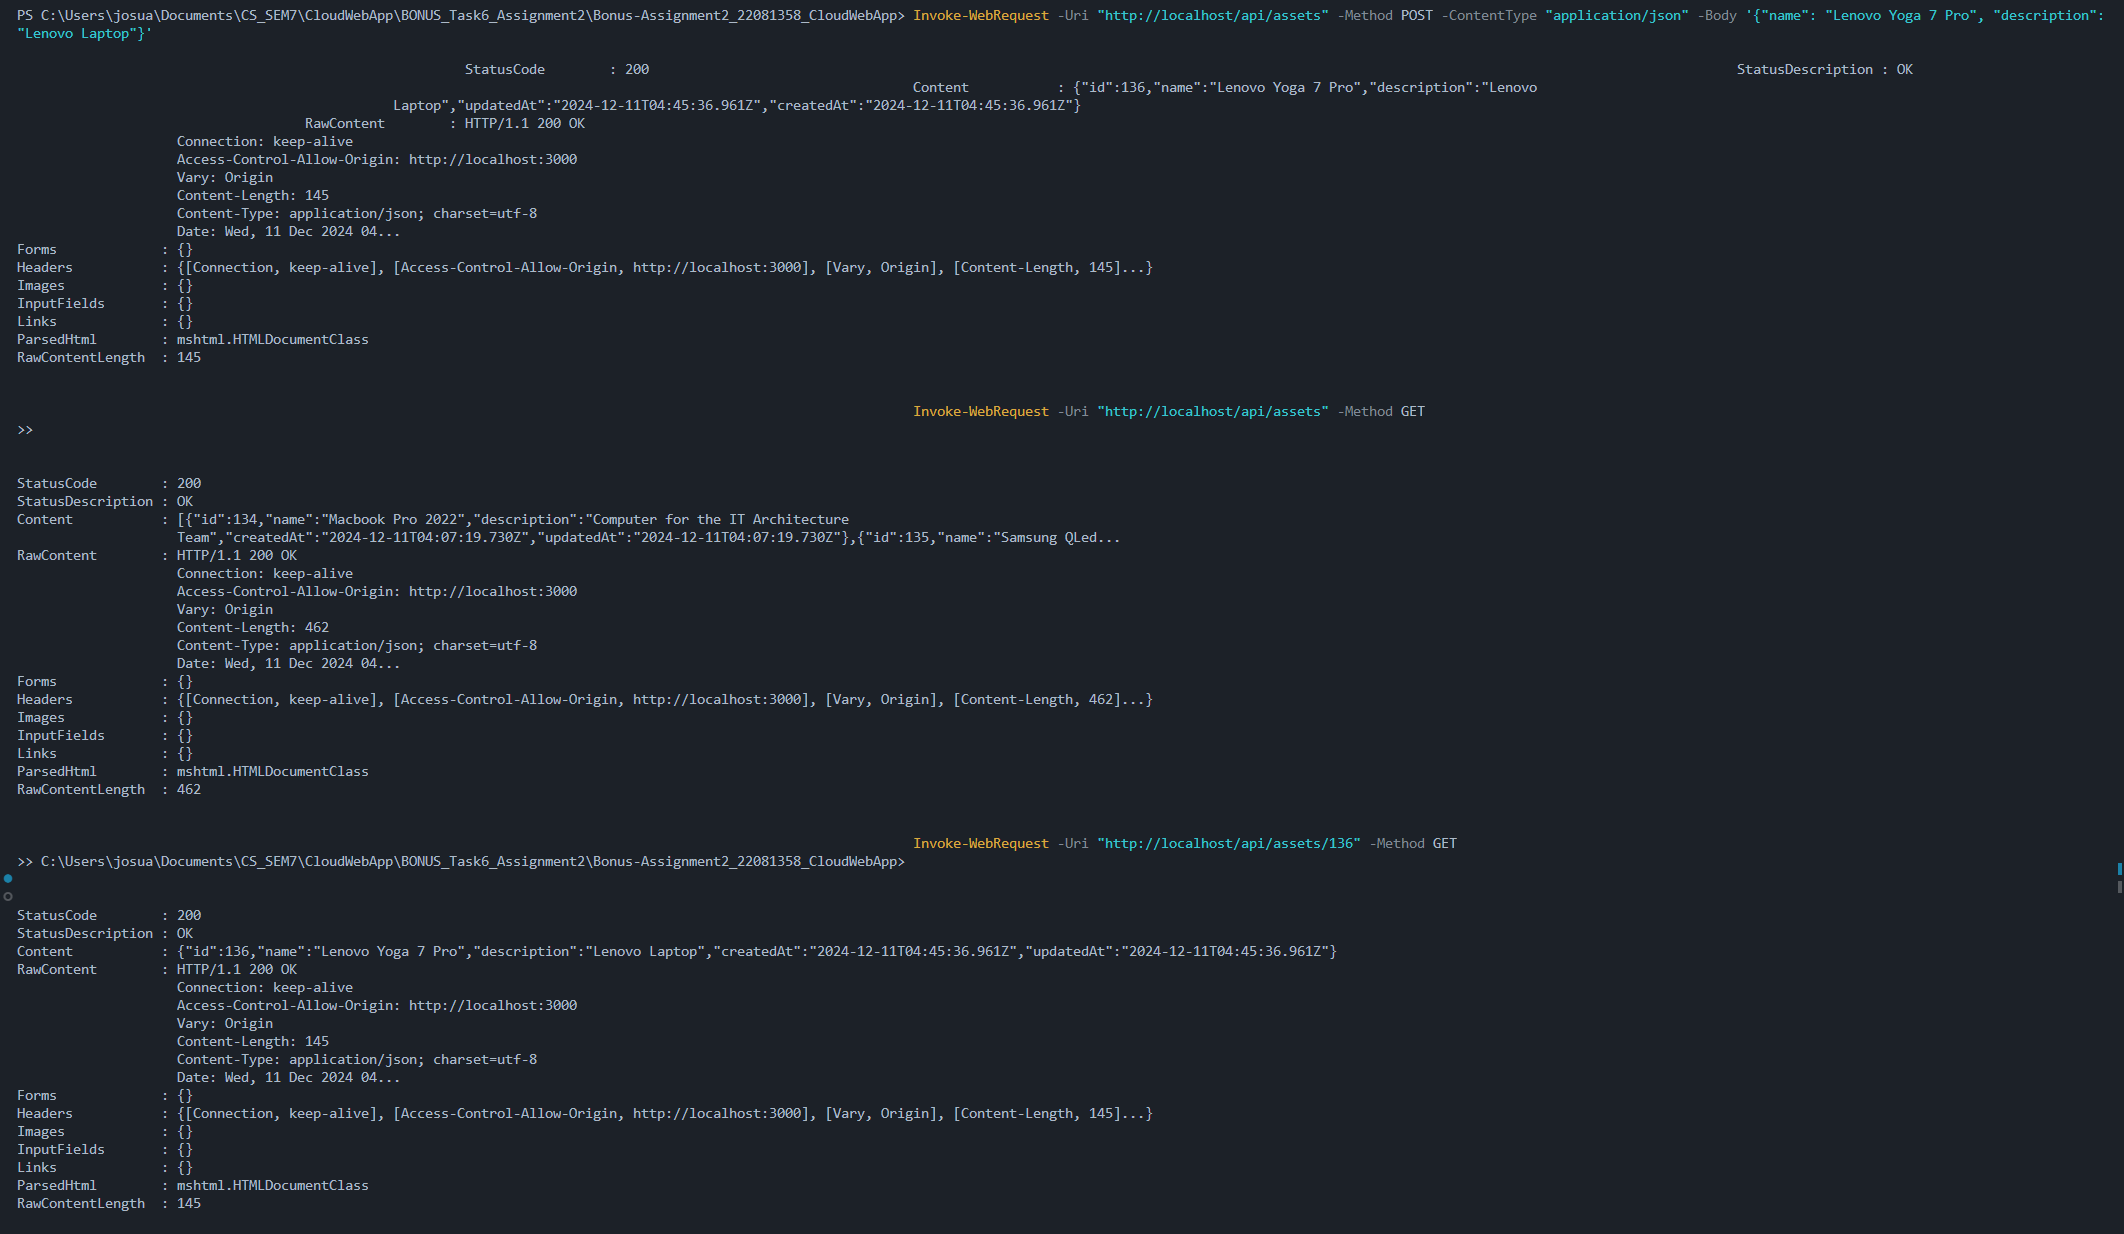 PS C:\Users\josua\Documents\CS_SEM7\CloudWebApp\BONUS_Task6_Assignment2\Bonus-Assignment2_22081358_CloudWebApp> Invoke-WebRequest -Uri "http://localhost/api/assets" -Method POST -ContentType "application/json" -Body '{"name": "Lenovo Yoga 7 Pro", "description":
"Lenovo Laptop"}'
StatusCode : 200 StatusDescription : OK
Content : {"id":136,"name":"Lenovo Yoga 7 Pro","description":"Lenovo
Laptop","updatedAt":"2024-12-11T04:45:36.961Z","createdAt":"2024-12-11T04:45:36.961Z"}
RawContent : HTTP/1.1 200 OK
Connection: keep-alive
Access-Control-Allow-Origin: http://localhost:3000
Vary: Origin
Content-Length: 145
Content-Type: application/json; charset=utf-8
Date: Wed, 11 Dec 2024 04...
Forms : {}
Headers : {[Connection, keep-alive], [Access-Control-Allow-Origin, http://localhost:3000], [Vary, Origin], [Content-Length, 145]...}
Images : {}
InputFields : {}
Links : {}
ParsedHtml : mshtml.HTMLDocumentClass
RawContentLength : 145
Invoke-WebRequest -Uri "http://localhost/api/assets" -Method GET
>>
StatusCode : 200
StatusDescription : OK
Content : [{"id":134,"name":"Macbook Pro 2022","description":"Computer for the IT Architecture
Team","createdAt":"2024-12-11T04:07:19.730Z","updatedAt":"2024-12-11T04:07:19.730Z"},{"id":135,"name":"Samsung QLed...
RawContent : HTTP/1.1 200 OK
Connection: keep-alive
Access-Control-Allow-Origin: http://localhost:3000
Vary: Origin
Content-Length: 462
Content-Type: application/json; charset=utf-8
Date: Wed, 11 Dec 2024 04...
Forms : {}
Headers : {[Connection, keep-alive], [Access-Control-Allow-Origin, http://localhost:3000], [Vary, Origin], [Content-Length, 462]...}
Images : {}
InputFields : {}
Links : {}
ParsedHtml : mshtml.HTMLDocumentClass
RawContentLength : 462
Invoke-WebRequest -Uri "http://localhost/api/assets/136" -Method GET
>> C:\Users\josua\Documents\CS_SEM7\CloudWebApp\BONUS_Task6_Assignment2\Bonus-Assignment2_22081358_CloudWebApp>
StatusCode : 200
StatusDescription : OK
Content : {"id":136,"name":"Lenovo Yoga 7 Pro","description":"Lenovo Laptop","createdAt":"2024-12-11T04:45:36.961Z","updatedAt":"2024-12-11T04:45:36.961Z"}
RawContent : HTTP/1.1 200 OK
Connection: keep-alive
Access-Control-Allow-Origin: http://localhost:3000
Vary: Origin
Content-Length: 145
Content-Type: application/json; charset=utf-8
Date: Wed, 11 Dec 2024 04...
Forms : {}
Headers : {[Connection, keep-alive], [Access-Control-Allow-Origin, http://localhost:3000], [Vary, Origin], [Content-Length, 145]...}
Images : {}
InputFields : {}
Links : {}
ParsedHtml : mshtml.HTMLDocumentClass
RawContentLength : 145